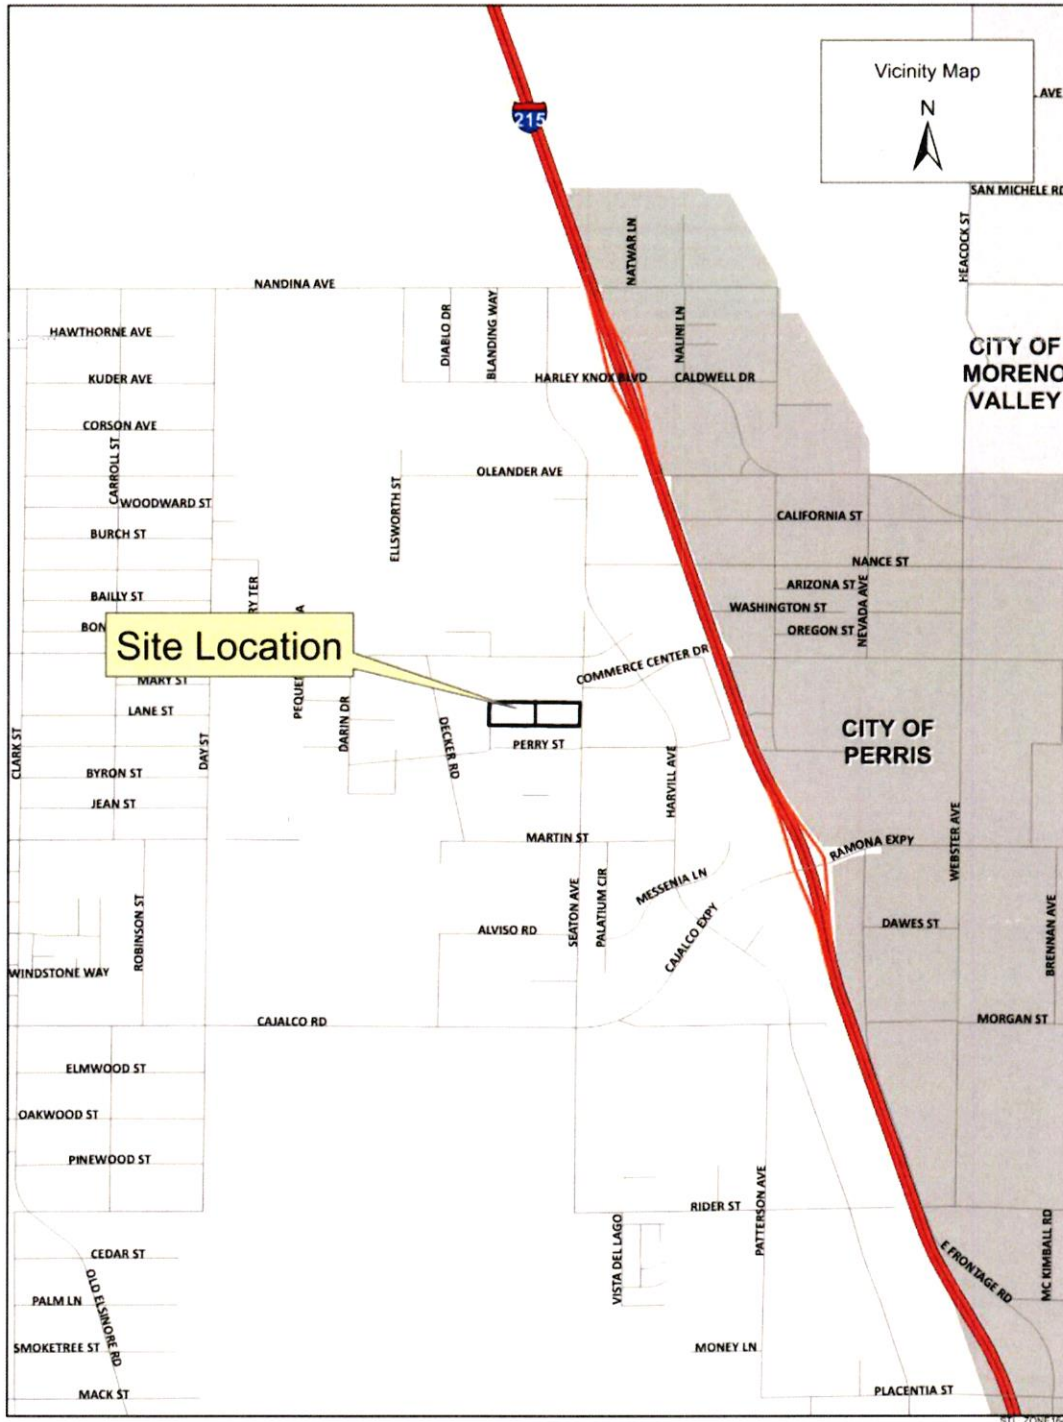 Vicinity Map
N
AVE
215
SAN MICHELE RD
HEACOCK ST
NATWAR LN
NANDINA AVE
HAWTHORNE AVE
DIABLO DR
BLANDING WAY
NALINI LN
CITY OF
MORENO
VALLEY
KUDER AVE
HARLEY KNOX BLVD
CALDWELL DR
CORSON AVE
CARROLL ST
OLEANDER AVE
ELLSWORTH ST
WOODWARD ST
CALIFORNIA ST
BURCH ST
NANCE ST
RY TER
ARIZONA ST
NEVADA AVE
BAILLY ST
A
WASHINGTON ST
BON
OREGON ST
Site Location
COMMERCE CENTER DR
MARY ST
PEQUE
LANE ST
DARIN DR
DECKER RD
CITY OF
PERRIS
CLARK ST
DAY ST
PERRY ST
HARVILL AVE
BYRON ST
JEAN ST
MARTIN ST
RAMONA EXPY
WEBSTER AVE
MESSENIA LN
ROBINSON ST
SEATON AVE
PALATIUM CIR
DAWES ST
BRENNAN AVE
ALVISO RD
CAJALCO EXPY
WINDSTONE WAY
CAJALCO RD
MORGAN ST
ELMWOOD ST
OAKWOOD ST
PINEWOOD ST
PATTERSON AVE
RIDER ST
VISTA DEL LAGO
MC KIMBALL RD
CEDAR ST
E FRONTAGE RD
OLD ELSINORE RD
PALM LN
SMOKETREE ST
MONEY LN
MACK ST
PLACENTIA ST